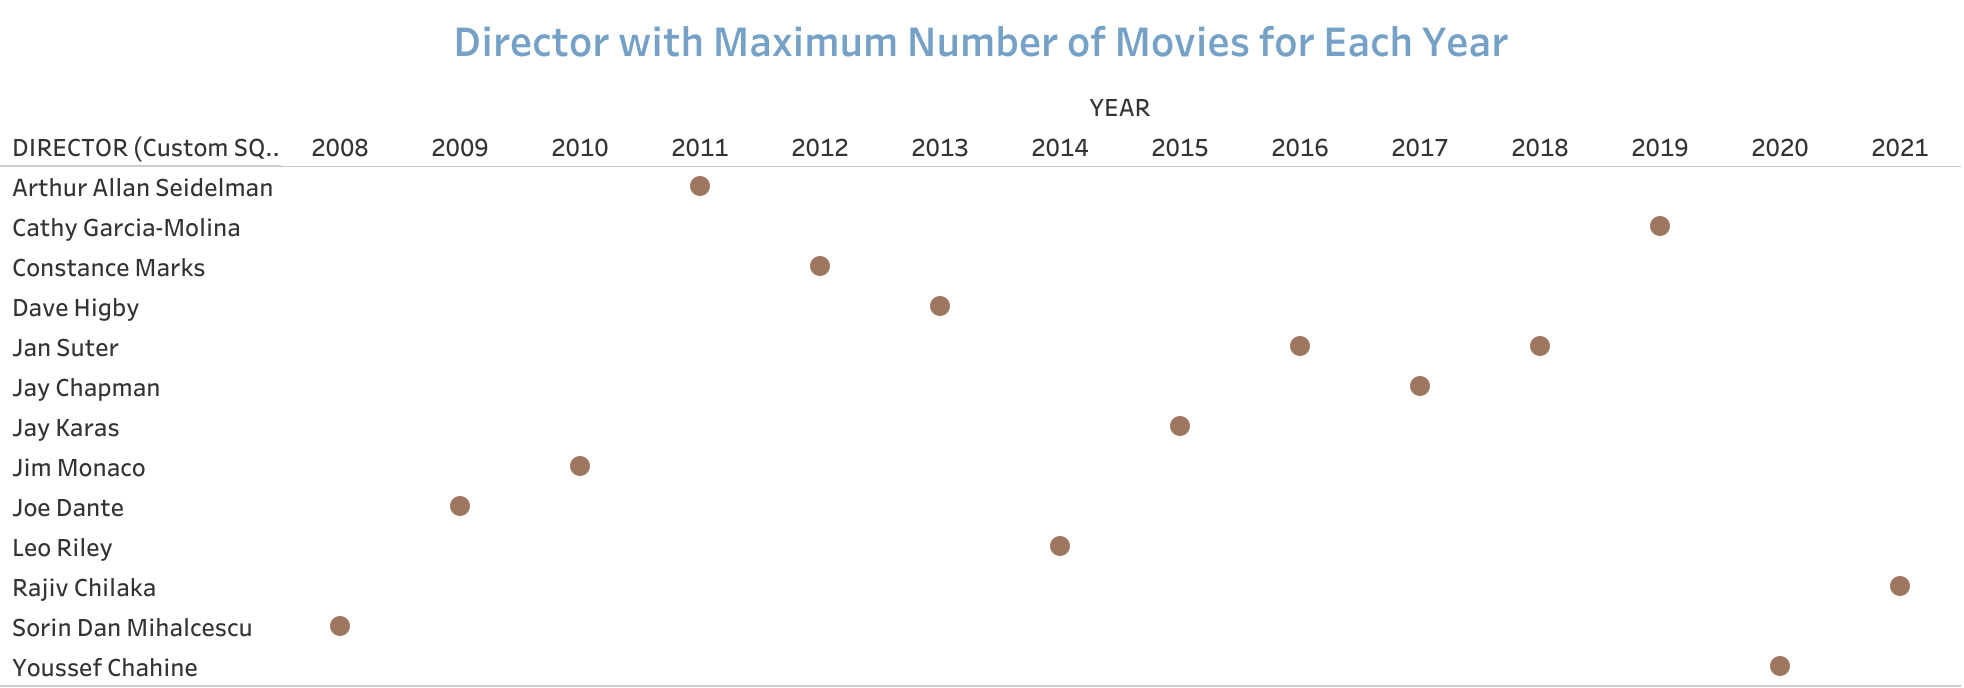 Director with Maximum Number of Movies for Each Year
YEAR
DIRECTOR (Custom SQ.. 2008 2009 2010 2011 2012 2013 2014 2015 2016 2017 2018 2019 2020 2021
Arthur Allan Seidelman
Cathy Garcia-Molina
Constance Marks
Dave Higby
Jan Suter
Jay Chapman
Jay Karas
Jim Monaco
Joe Dante
Leo Riley
Rajiv Chilaka
Sorin Dan Mihalcescu
Youssef Chahine